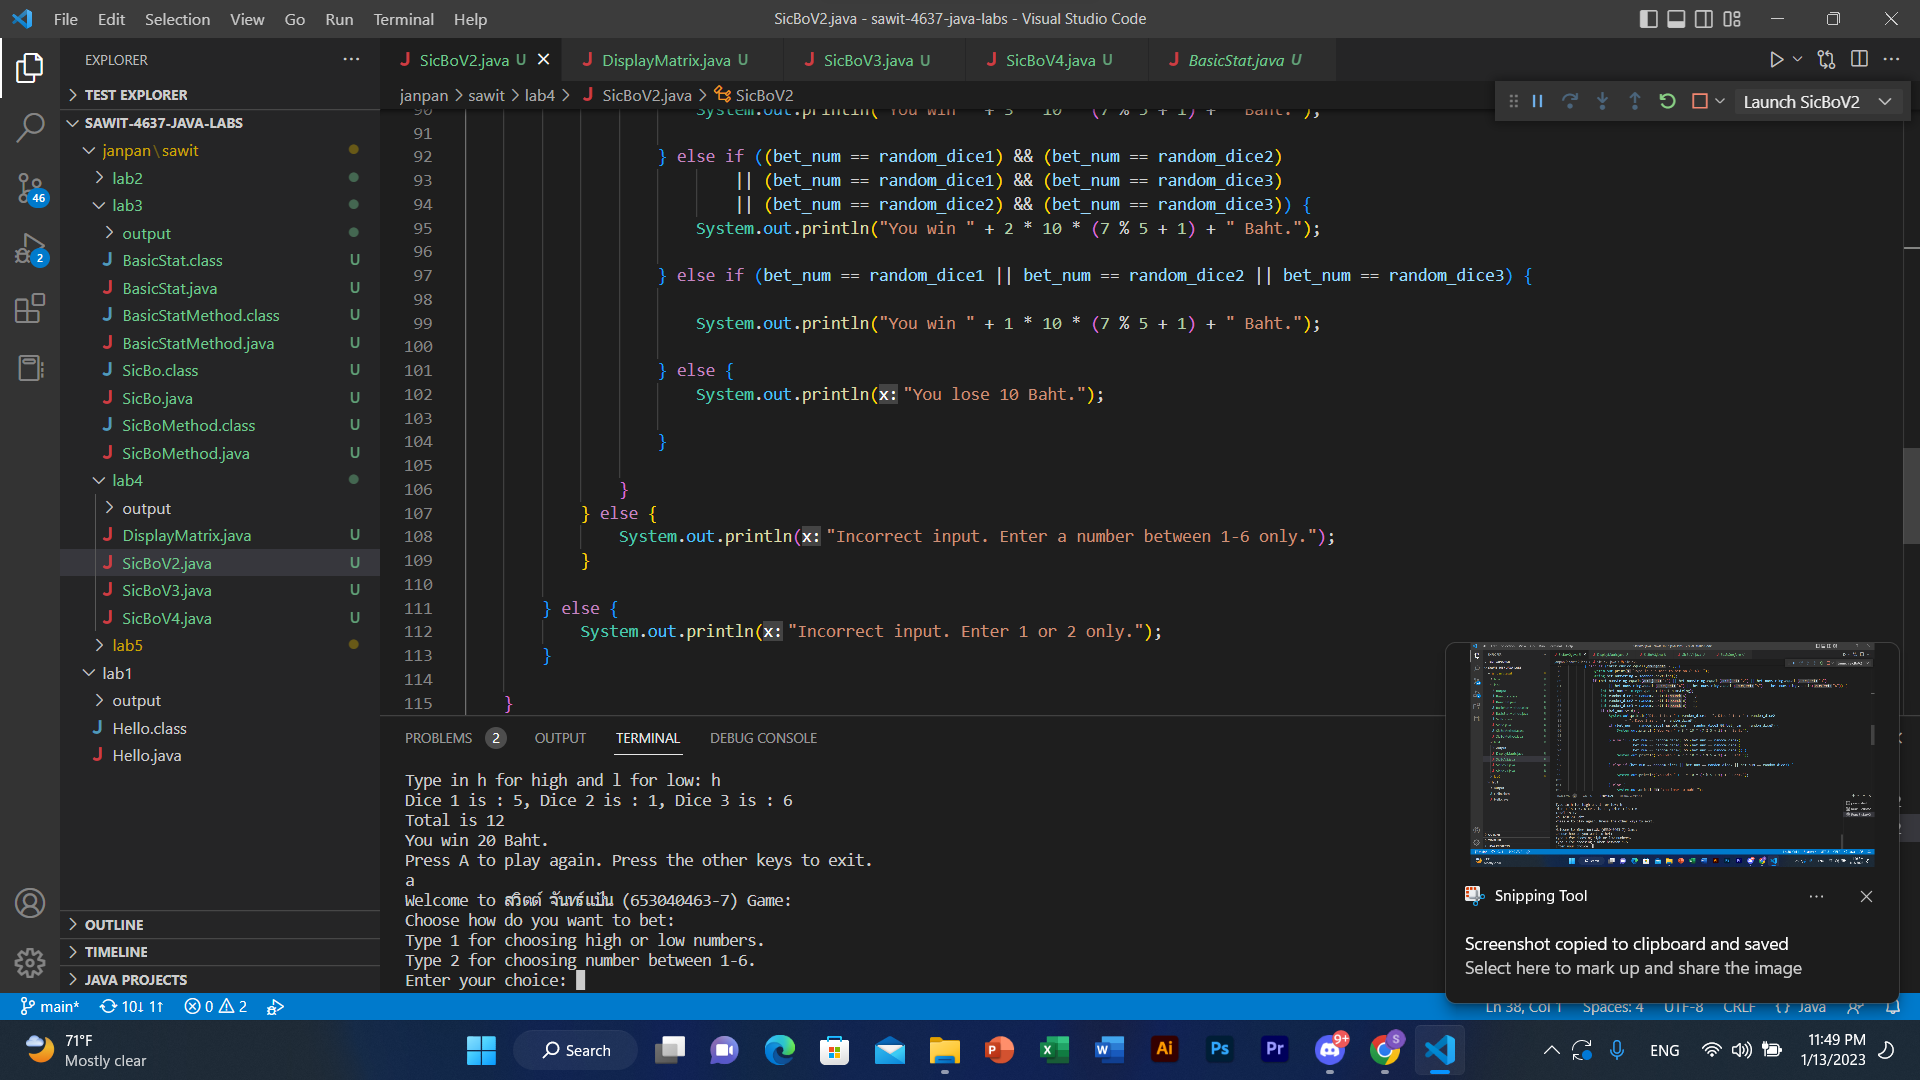 File Edit Selection View Go Run Terminal Help
SicBoV2.java - sawit-4637-java-labs - Visual Studio Code
EXPLORER
SicBoV2.java U
DisplayMatrix.java U
SicBoV3.java U
SicBoV4.java U
BasicStat.java U
janpan > sawit > lab4 > SicBoV2.java > SicBoV2
Launch SicBoV2
TEST EXPLORER
SAWIT-4637-JAVA-LABS
janpan\sawit
lab2
lab3
output
BasicStat.class U
BasicStat.java U
BasicStatMethod.class U
BasicStatMethod.java U
SicBo.class U
SicBo.java U
SicBoMethod.class U
SicBoMethod.java U
lab4
output
DisplayMatrix.java U
SicBoV2.java U
SicBoV3.java U
SicBoV4.java U
lab5
lab1
output
Hello.class
Hello.java
OUTLINE
TIMELINE
JAVA PROJECTS
46
2
90 System.out.println("You win " + 3 * 10 * (7 % 5 + 1) + " Baht.");
91
92 } else if ((bet_num == random_dice1) && (bet_num == random_dice2)
93 || (bet_num == random_dice1) && (bet_num == random_dice3)
94 || (bet_num == random_dice2) && (bet_num == random_dice3)) {
95 System.out.println("You win " + 2 * 10 * (7 % 5 + 1) + " Baht.");
96
97 } else if (bet_num == random_dice1 || bet_num == random_dice2 || bet_num == random_dice3) {
98
99 System.out.println("You win " + 1 * 10 * (7 % 5 + 1) + " Baht.");
100
101 } else {
102 System.out.println(x: "You lose 10 Baht.");
103
104 }
105
106 }
107 } else {
108 System.out.println(x: "Incorrect input. Enter a number between 1-6 only.");
109 }
110
111 } else {
112 System.out.println(x: "Incorrect input. Enter 1 or 2 only.");
113 }
114
115 }
PROBLEMS 2 OUTPUT TERMINAL DEBUG CONSOLE
Type in h for high and l for low: h
Dice 1 is : 5, Dice 2 is : 1, Dice 3 is : 6
Total is 12
You win 20 Baht.
Press A to play again. Press the other keys to exit.
a
Welcome to สวิตต์ จันทร์แป้น (653040463-7) Game:
Choose how do you want to bet:
Type 1 for choosing high or low numbers.
Type 2 for choosing number between 1-6.
Enter your choice:
Snipping Tool
Screenshot copied to clipboard and saved
Select here to mark up and share the image
main* 10↓ 1↑ 0 2
Ln 38, Col 1 Spaces: 4 UTF-8 CRLF {} Java
71°F
Mostly clear
Search
9+
S
ENG
11:49 PM
1/13/2023